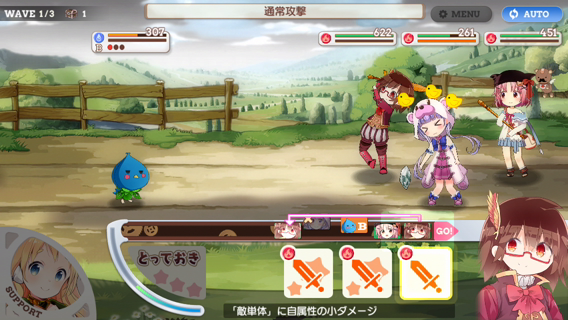 WAVE 1/3 1
通常攻撃
MENU
AUTO
307
B
622
261
451
B
GO!
とっておき
SUPPORT
「敵単体」に自属性の小ダメージ